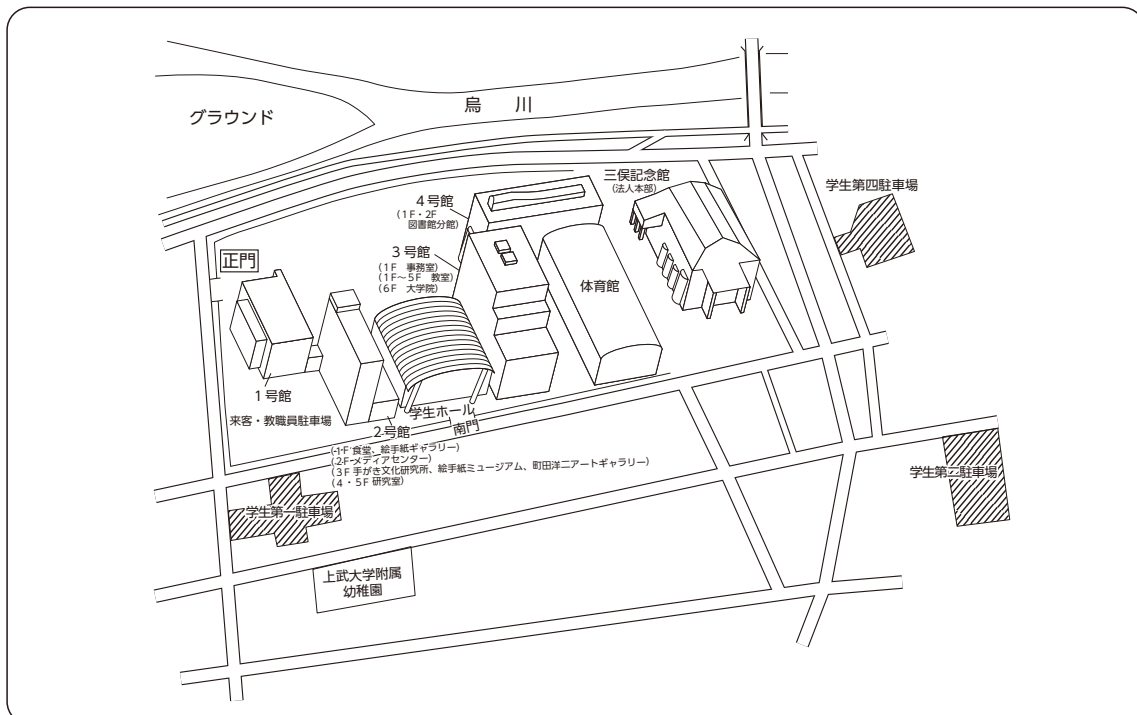 烏　川
グラウンド
三俣記念館
（法人本部）
学生第四駐車場
4号館
（1F・2F
図書館分館）
3号館
（1F　事務室）
（1F～5F　教室）
（6F　大学院）
正門
体育館
1号館
来客・教職員駐車場
学生ホール
南門
2号館
（1F 食堂、絵手紙ギャラリー）
（2F メディアセンター）
（3F 手がき文化研究所、絵手紙ミュージアム、町田洋二アートギャラリー）
（4・5F 研究室）
学生第二駐車場
学生第一駐車場
上武大学附属
幼稚園